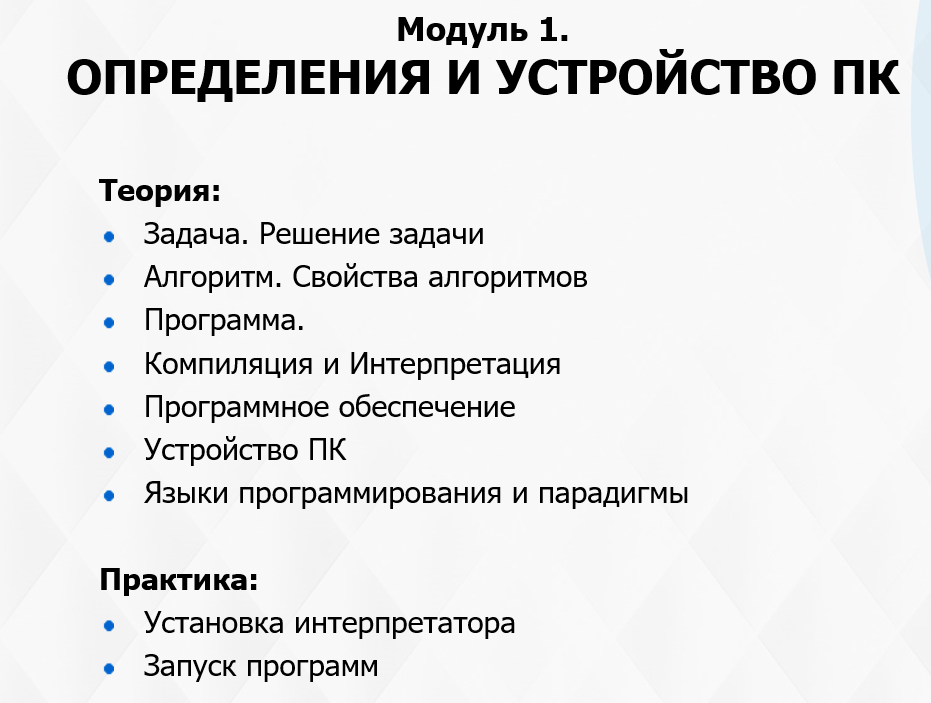 Модуль 1.
ОПРЕДЕЛЕНИЯ И УСТРОЙСТВО ПК
Теория:
Задача. Решение задачи
Алгоритм. Свойства алгоритмов
Программа.
Компиляция и Интерпретация
Программное обеспечение
Устройство ПК
Языки программирования и парадигмы
Практика:
Установка интерпретатора
Запуск программ